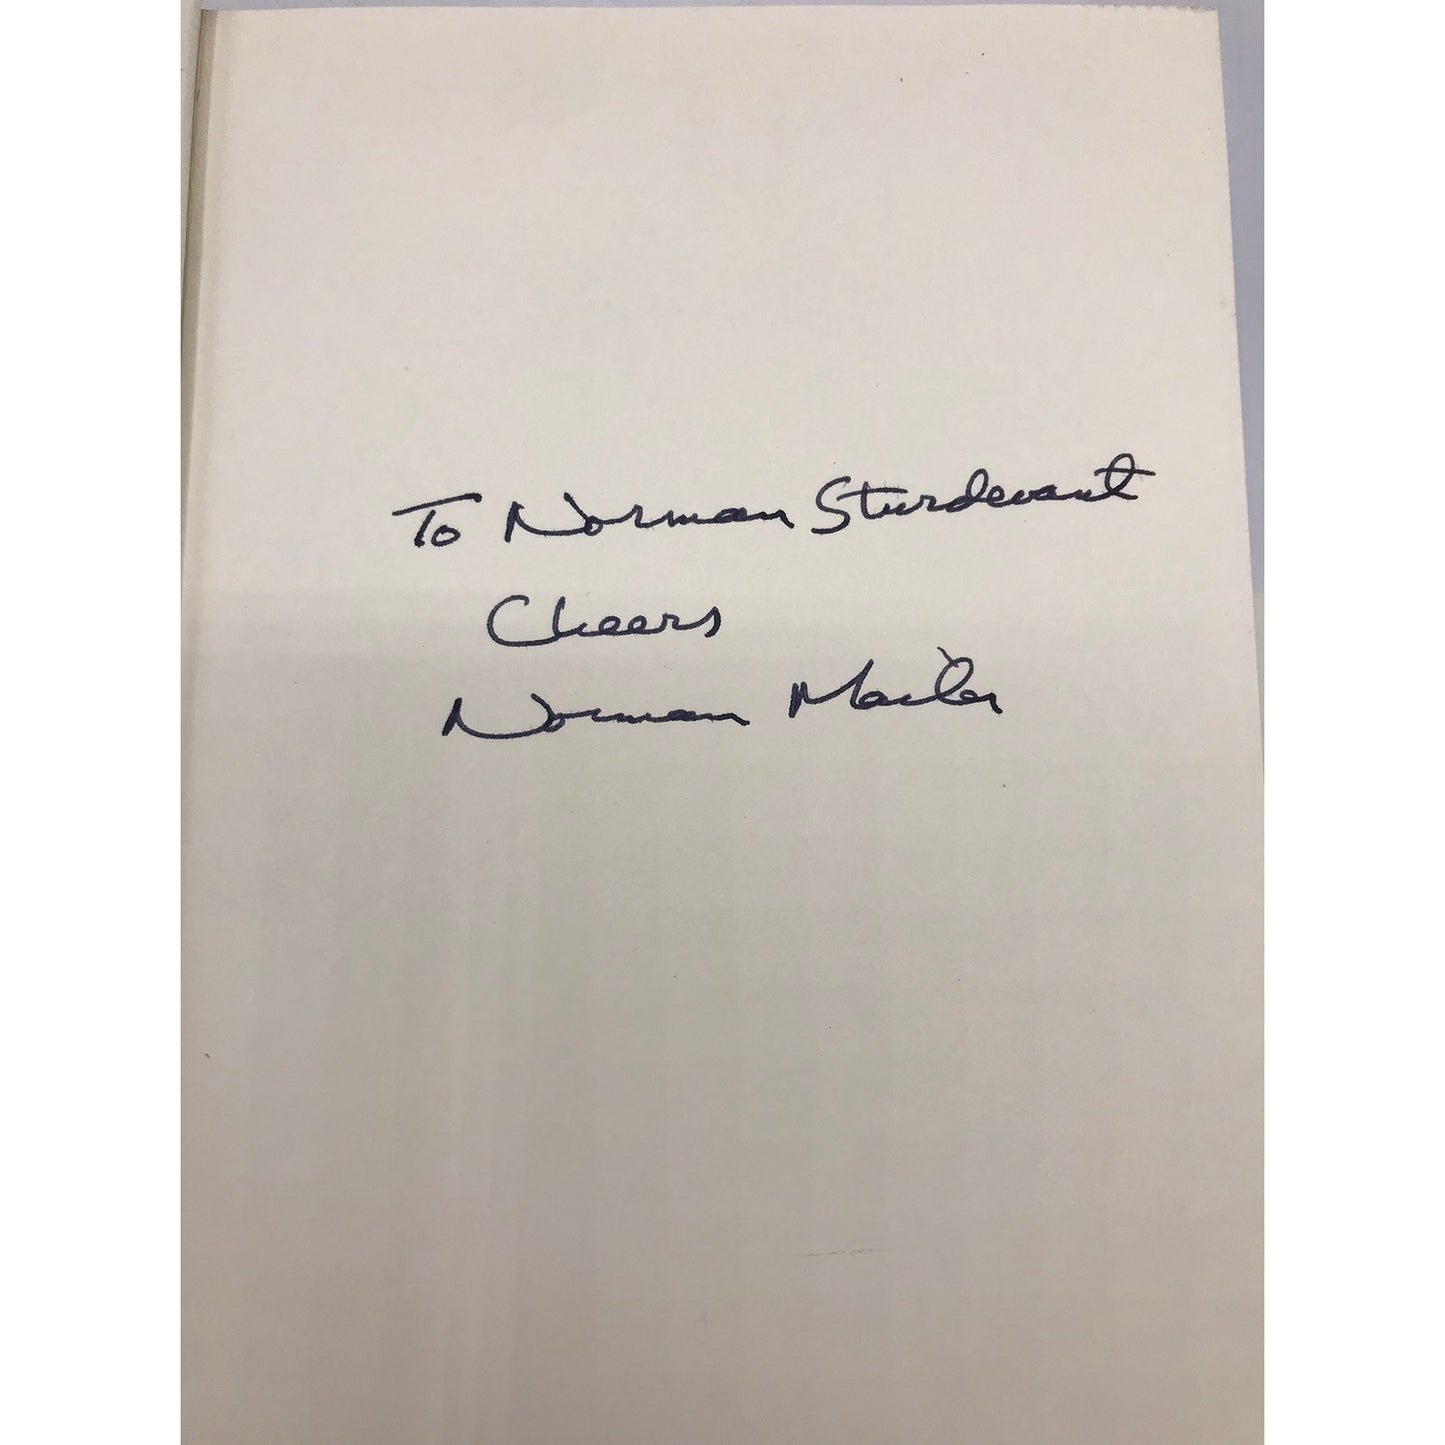 To Norman Sturdevant
Cheers
Norman Mailer